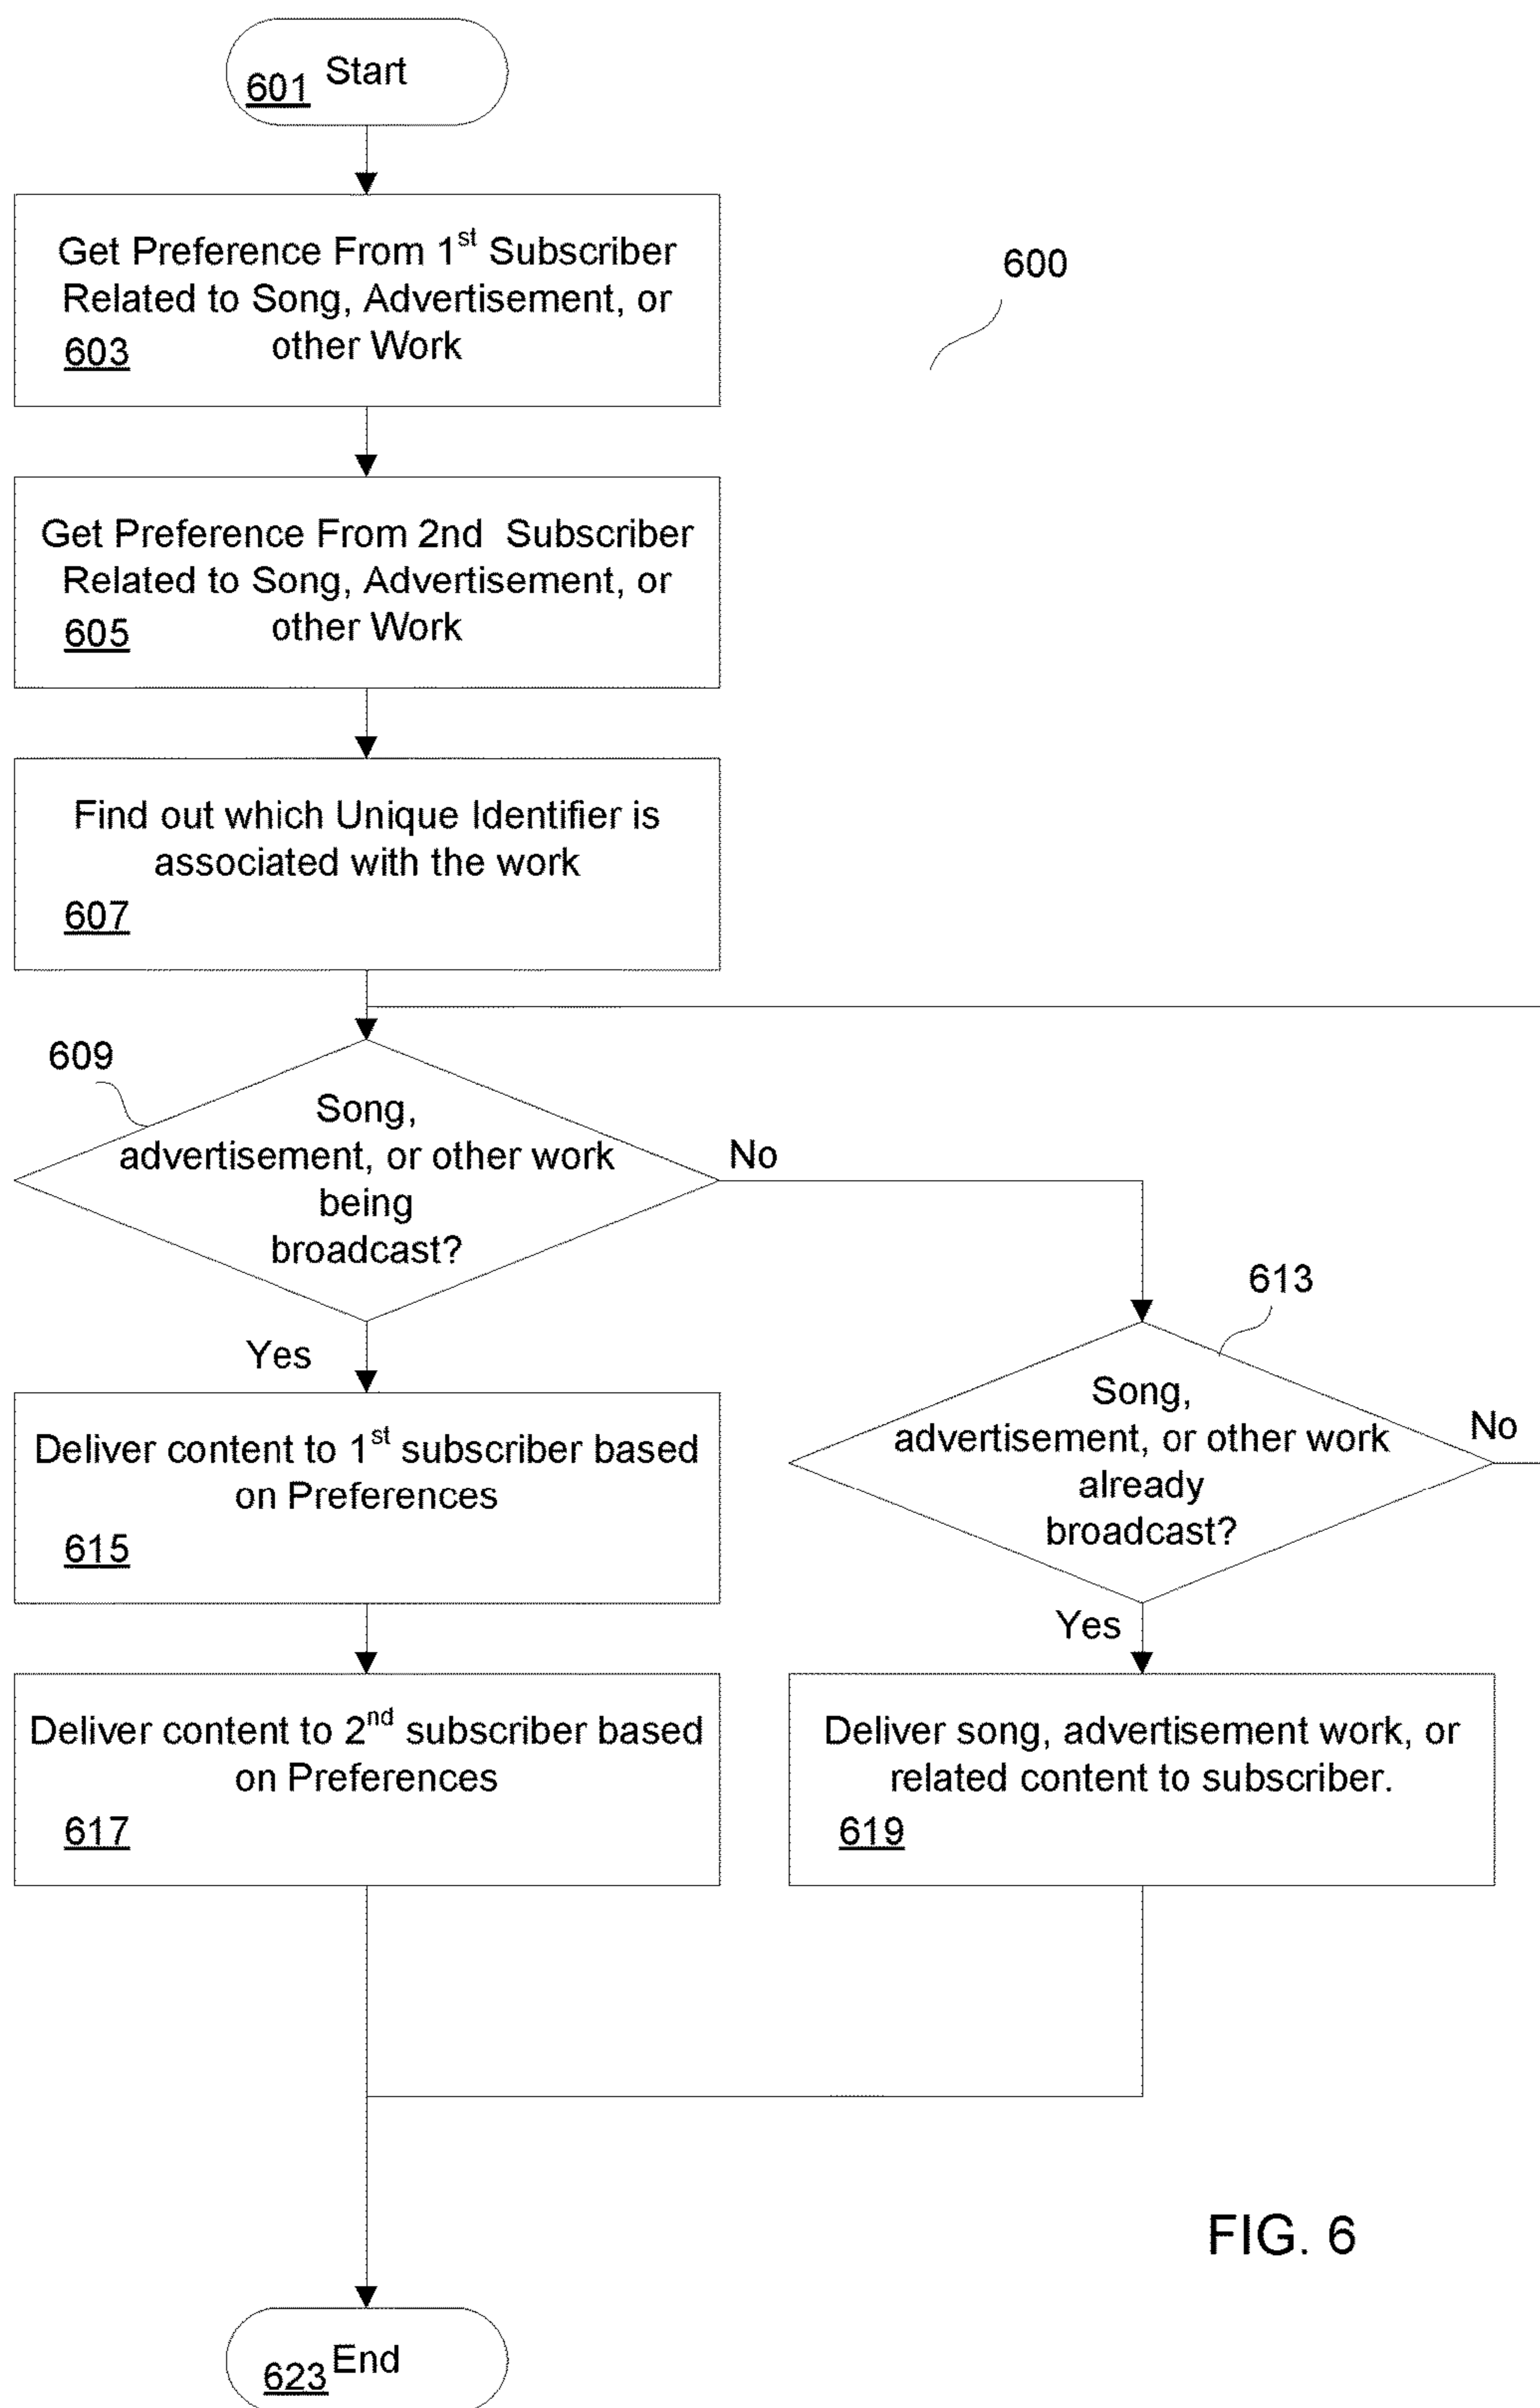 Start
601
Get Preference From 1st Subscriber
Related to Song, Advertisement, or
other Work
603
600
Get Preference From 2nd Subscriber
Related to Song, Advertisement, or
other Work
605
Find out which Unique Identifier is
associated with the work
607
609
Song,
advertisement, or other work
being
broadcast?
No
Yes
613
Song,
advertisement, or other work
already
broadcast?
No
Yes
Deliver content to 1st subscriber based
on Preferences
615
Deliver content to 2nd subscriber based
on Preferences
617
Deliver song, advertisement work, or
related content to subscriber.
619
FIG. 6
End
623